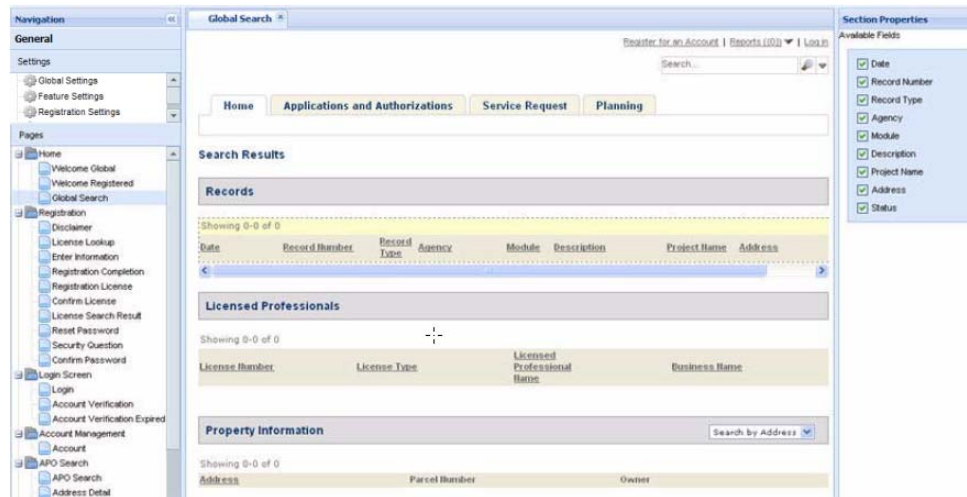 Navigation
General
Settings
Global Settings
Feature Settings
Registration Settings
Pages
Home
Welcome Global
Welcome Registered
Global Search
Registration
Disclaimer
License Lookup
Enter Information
Registration Completion
Registration License
Confirm License
License Search Result
Reset Password
Security Question
Confirm Password
Login Screen
Login
Account Verification
Account Verification Expired
Account Management
Account
APO Search
APO Search
Address Detail
Global Search
Register for an Account | Reports ((0)) | Log in
Search...
Home Applications and Authorizations Service Request Planning
Search Results
Records
Showing 0-0 of 0
Date Record Number Record Type Agency Module Description Project Name Address
Licensed Professionals
Showing 0-0 of 0
License Number License Type Licensed Professional Name Business Name
Property Information Search by Address
Showing 0-0 of 0
Address Parcel Number Owner
Section Properties
Available Fields
Date
Record Number
Record Type
Agency
Module
Description
Project Name
Address
Status